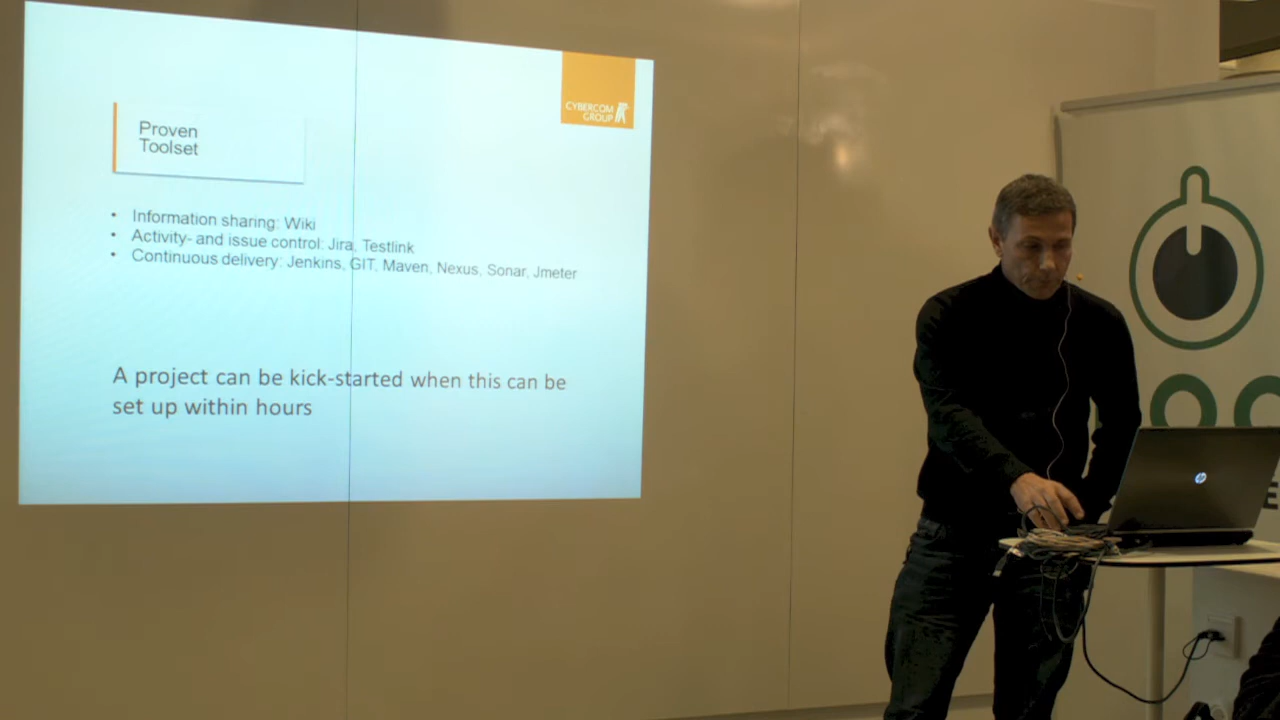 CYBERCOM
GROUP
Proven
Toolset
• Information sharing: Wiki
• Activity- and issue control: Jira, Testlink
• Continuous delivery: Jenkins, GIT, Maven, Nexus, Sonar, Jmeter
A project can be kick-started when this can be
set up within hours
hp